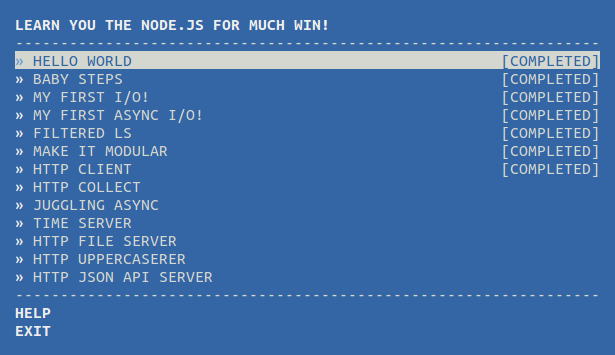 LEARN YOU THE NODE.JS FOR MUCH WIN!
-----------------------------------------------------------------
» HELLO WORLD [COMPLETED]
» BABY STEPS [COMPLETED]
» MY FIRST I/O! [COMPLETED]
» MY FIRST ASYNC I/O! [COMPLETED]
» FILTERED LS [COMPLETED]
» MAKE IT MODULAR [COMPLETED]
» HTTP CLIENT [COMPLETED]
» HTTP COLLECT
» JUGGLING ASYNC
» TIME SERVER
» HTTP FILE SERVER
» HTTP UPPERCASERER
» HTTP JSON API SERVER
-----------------------------------------------------------------
HELP
EXIT